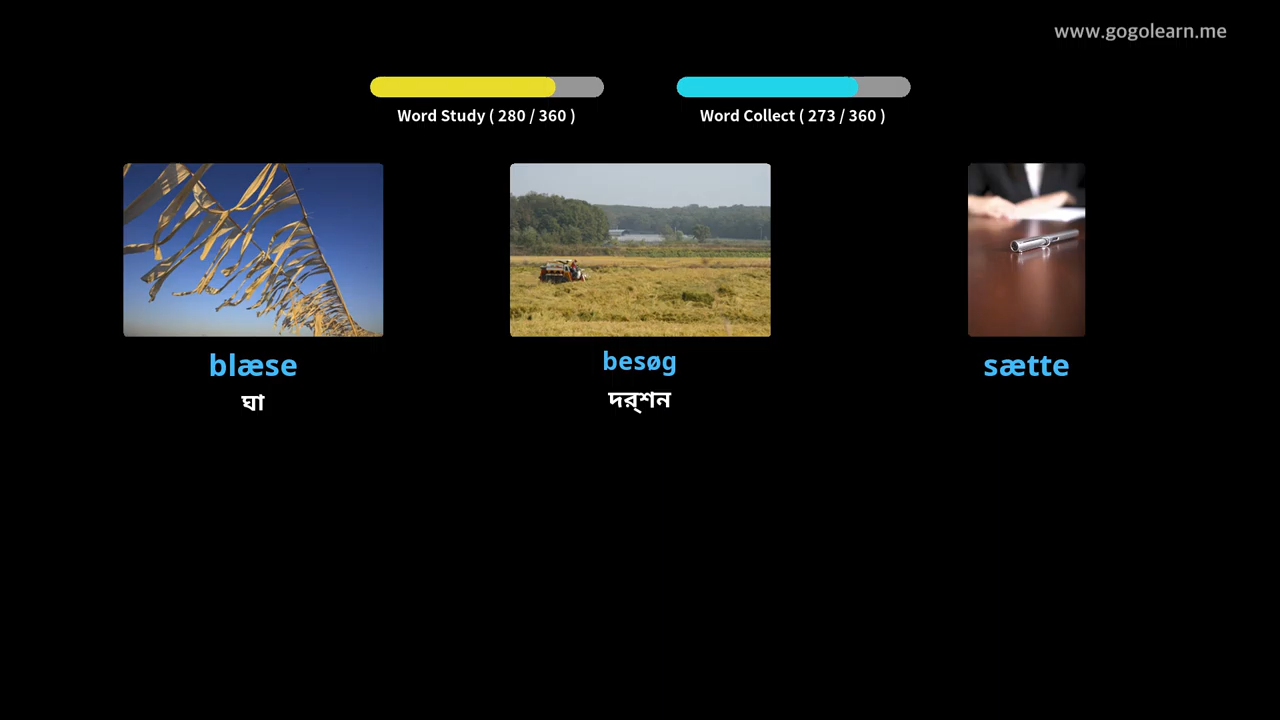 www.gogolearn.me
Word Study ( 280 / 360 )
Word Collect ( 273 / 360 )
blæse
besøg
sætte
ঘা
দর্শন